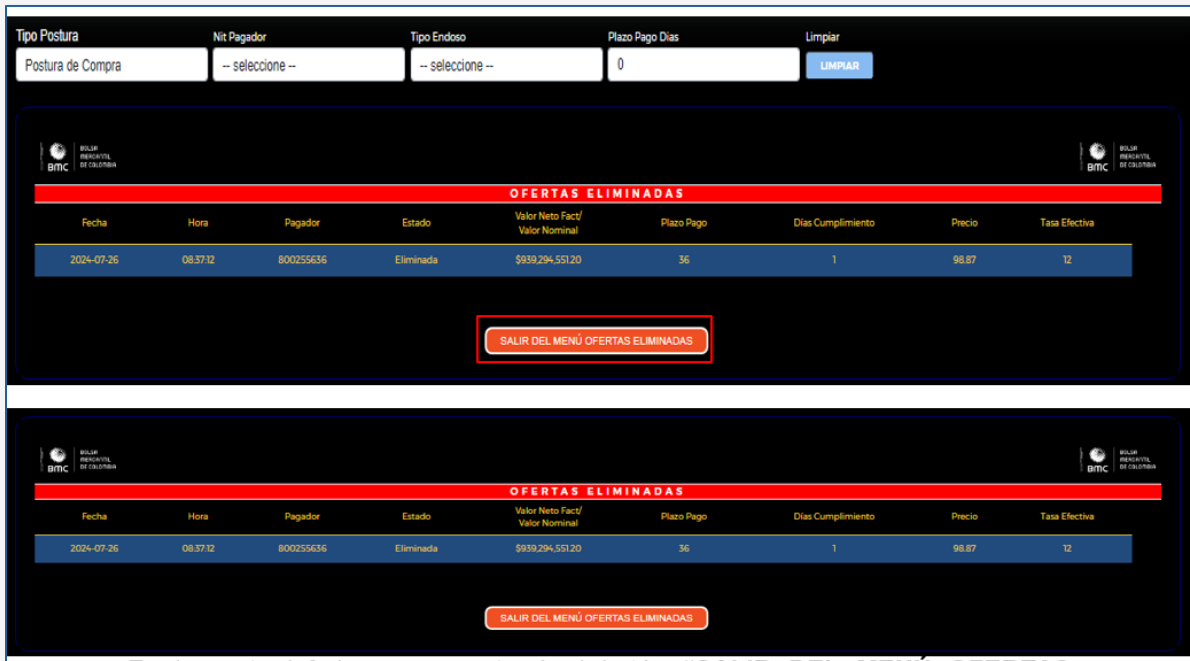 Tipo Postura Nit Pagador Tipo Endoso Plazo Pago Dias Limpiar
Postura de Compra -- seleccione -- -- seleccione -- 0 LIMPIAR
BMC BOLSA MERCANTIL DE COLOMBIA BMC BOLSA MERCANTIL DE COLOMBIA
OFERTAS ELIMINADAS
Fecha Hora Pagador Estado Valor Neto Fact/ Valor Nominal Plazo Pago Días Cumplimiento Precio Tasa Efectiva
2024-07-26 08:37:12 800255636 Eliminada $939,294,551.20 36 1 98.87 12
SALIR DEL MENÚ OFERTAS ELIMINADAS
BMC BOLSA MERCANTIL DE COLOMBIA BMC BOLSA MERCANTIL DE COLOMBIA
OFERTAS ELIMINADAS
Fecha Hora Pagador Estado Valor Neto Fact/ Valor Nominal Plazo Pago Días Cumplimiento Precio Tasa Efectiva
2024-07-26 08:37:12 800255636 Eliminada $939,294,551.20 36 1 98.87 12
SALIR DEL MENÚ OFERTAS ELIMINADAS
"SALIR DEL MENÚ OFERTAS